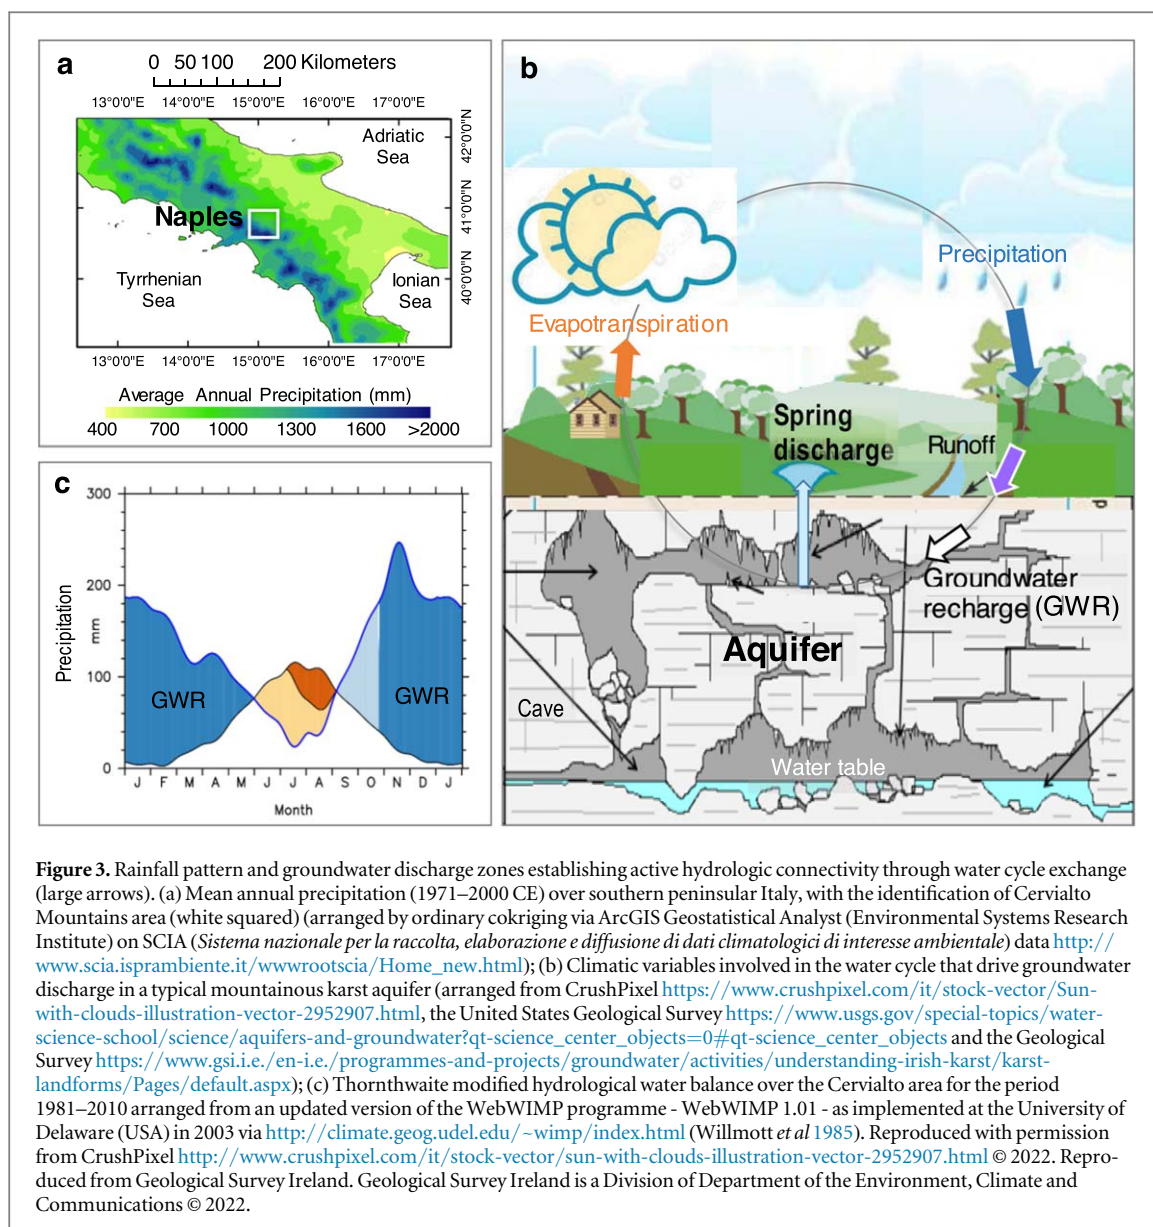 a
0 50 100 200 Kilometers
13°0'0"E 14°0'0"E 15°0'0"E 16°0'0"E 17°0'0"E
Adriatic
Sea
42°0'0"N
41°0'0"N
40°0'0"N
Naples
Tyrrhenian
Sea
Ionian
Sea
13°0'0"E 14°0'0"E 15°0'0"E 16°0'0"E 17°0'0"E
Average Annual Precipitation (mm)
400 700 1000 1300 1600 >2000
b
Precipitation
Evapotranspiration
Spring
discharge
Runoff
Groundwater
recharge (GWR)
Aquifer
Cave
Water table
c
300
200
100
0
Precipitation
mm
GWR
GWR
J F M A M J J A S O N D J
Month
Figure 3. Rainfall pattern and groundwater discharge zones establishing active hydrologic connectivity through water cycle exchange
(large arrows). (a) Mean annual precipitation (1971–2000 CE) over southern peninsular Italy, with the identification of Cervialto
Mountains area (white squared) (arranged by ordinary cokriging via ArcGIS Geostatistical Analyst (Environmental Systems Research
Institute) on SCIA (Sistema nazionale per la raccolta, elaborazione e diffusione di dati climatologici di interesse ambientale) data http://
www.scia.isprambiente.it/wwwrootscia/Home_new.html); (b) Climatic variables involved in the water cycle that drive groundwater
discharge in a typical mountainous karst aquifer (arranged from CrushPixel https://www.crushpixel.com/it/stock-vector/Sun-
with-clouds-illustration-vector-2952907.html, the United States Geological Survey https://www.usgs.gov/special-topics/water-
science-school/science/aquifers-and-groundwater?qt-science_center_objects=0#qt-science_center_objects and the Geological
Survey https://www.gsi.i.e./en-i.e./programmes-and-projects/groundwater/activities/understanding-irish-karst/karst-
landforms/Pages/default.aspx); (c) Thornthwaite modified hydrological water balance over the Cervialto area for the period
1981–2010 arranged from an updated version of the WebWIMP programme - WebWIMP 1.01 - as implemented at the University of
Delaware (USA) in 2003 via http://climate.geog.udel.edu/~wimp/index.html (Willmott et al 1985). Reproduced with permission
from CrushPixel http://www.crushpixel.com/it/stock-vector/sun-with-clouds-illustration-vector-2952907.html © 2022. Repro-
duced from Geological Survey Ireland. Geological Survey Ireland is a Division of Department of the Environment, Climate and
Communications © 2022.